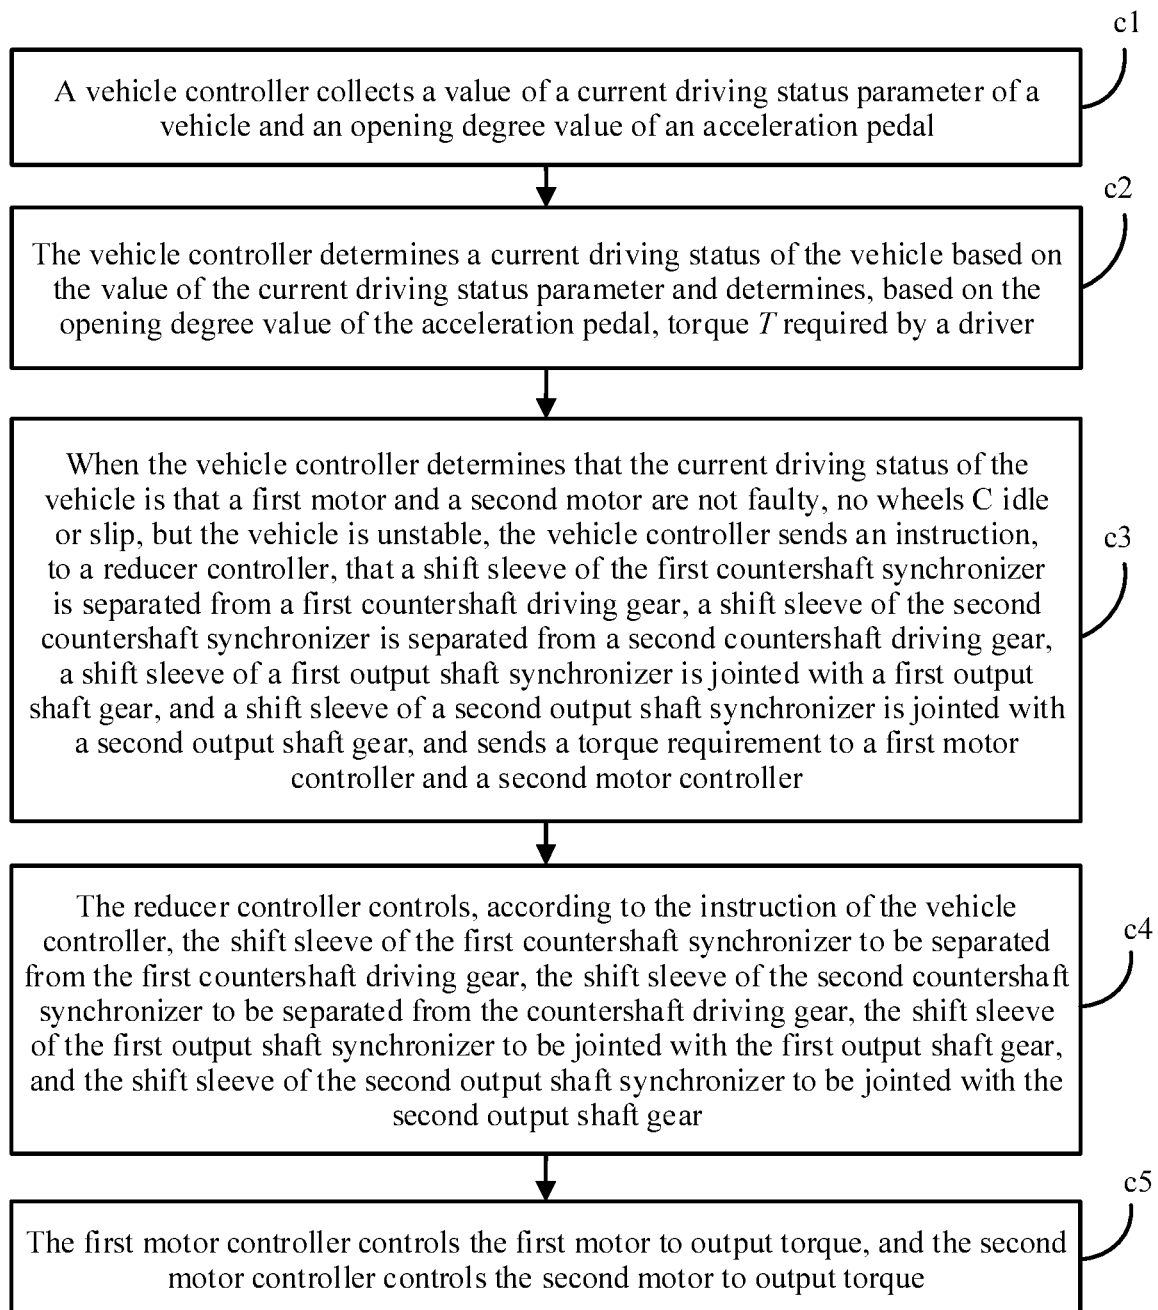 c1
A vehicle controller collects a value of a current driving status parameter of a
vehicle and an opening degree value of an acceleration pedal
c2
The vehicle controller determines a current driving status of the vehicle based on
the value of the current driving status parameter and determines, based on the
opening degree value of the acceleration pedal, torque T required by a driver
c3
When the vehicle controller determines that the current driving status of the
vehicle is that a first motor and a second motor are not faulty, no wheels C idle
or slip, but the vehicle is unstable, the vehicle controller sends an instruction,
to a reducer controller, that a shift sleeve of the first countershaft synchronizer
is separated from a first countershaft driving gear, a shift sleeve of the second
countershaft synchronizer is separated from a second countershaft driving gear,
a shift sleeve of a first output shaft synchronizer is jointed with a first output
shaft gear, and a shift sleeve of a second output shaft synchronizer is jointed with
a second output shaft gear, and sends a torque requirement to a first motor
controller and a second motor controller
c4
The reducer controller controls, according to the instruction of the vehicle
controller, the shift sleeve of the first countershaft synchronizer to be separated
from the first countershaft driving gear, the shift sleeve of the second countershaft
synchronizer to be separated from the countershaft driving gear, the shift sleeve
of the first output shaft synchronizer to be jointed with the first output shaft gear,
and the shift sleeve of the second output shaft synchronizer to be jointed with the
second output shaft gear
c5
The first motor controller controls the first motor to output torque, and the second
motor controller controls the second motor to output torque